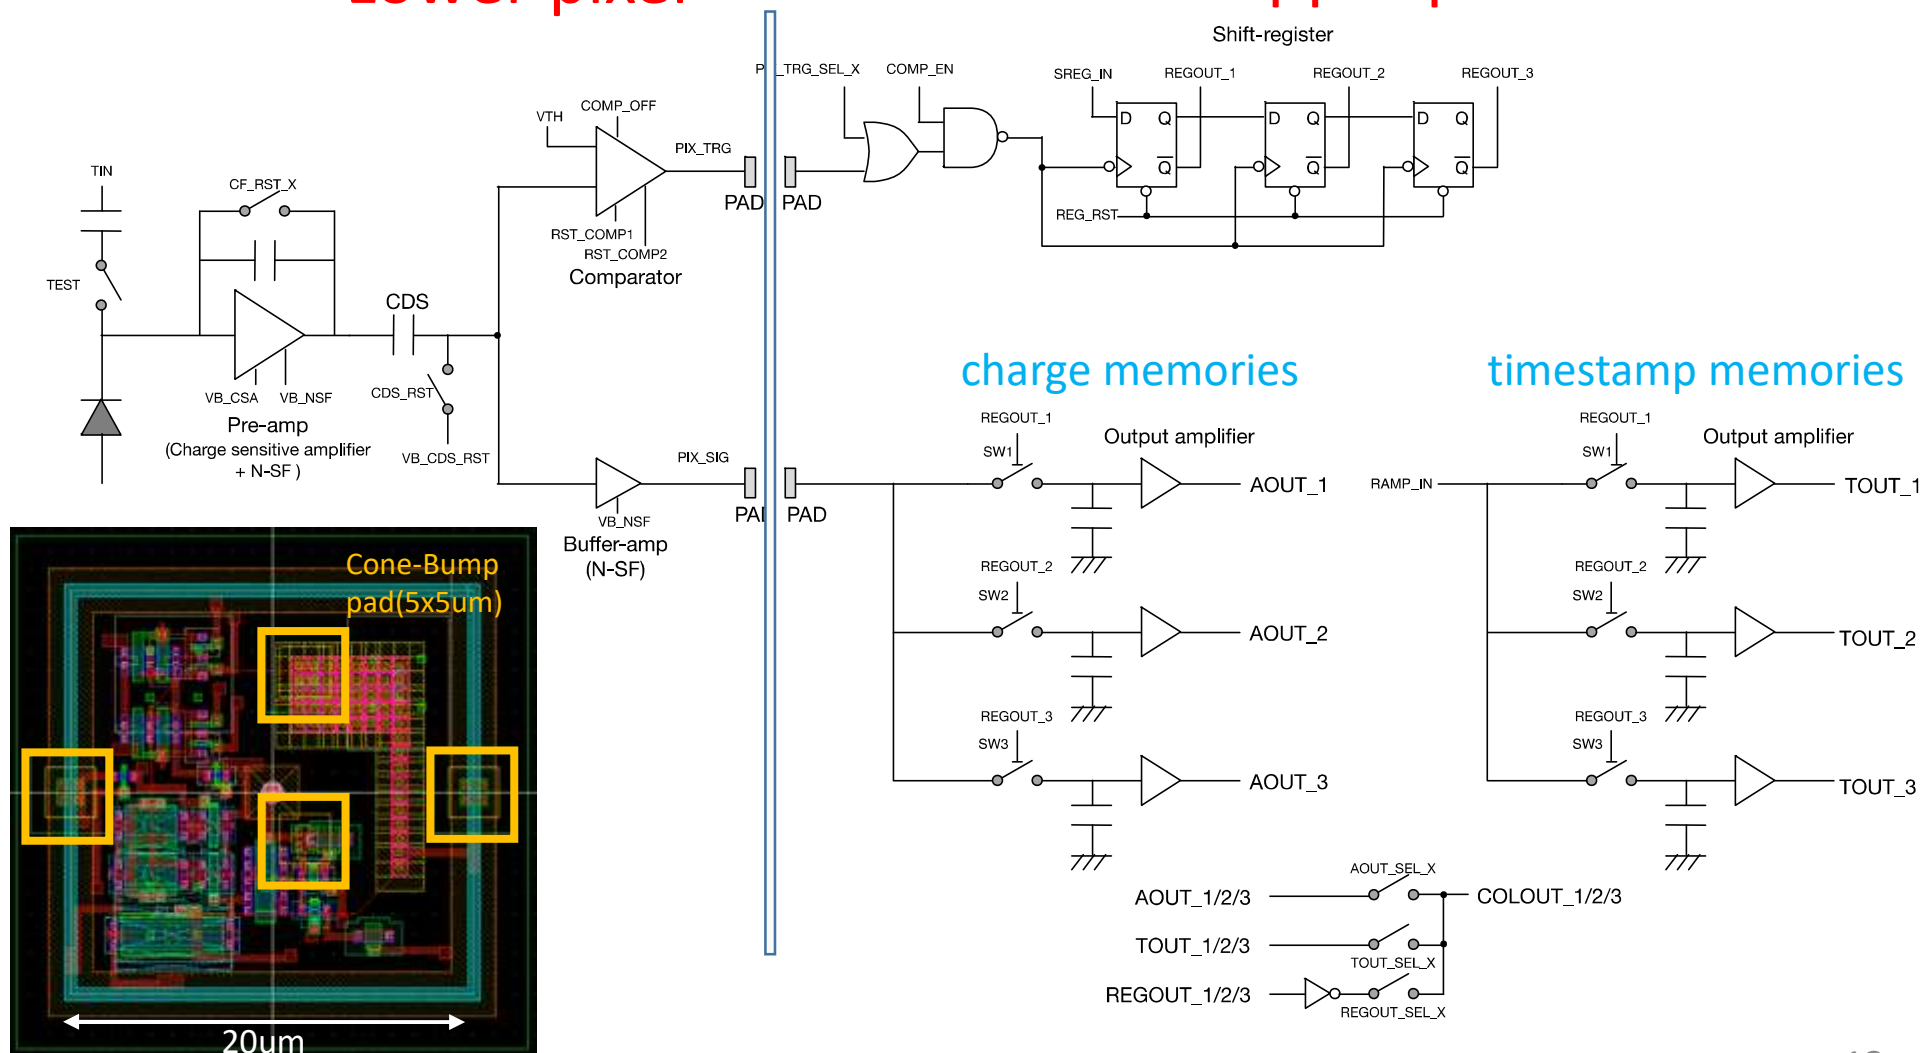 Lower pixel
Shift-register
TRG_SEL_X
COMP_EN
SREG_IN
REGOUT_1
REGOUT_2
REGOUT_3
COMP_OFF
VTH
PIX_TRG
D Q
D Q
D Q
Q
Q
Q
TIN
CF_RST_X
PAD
PAD
REG_RST
RST_COMP1
RST_COMP2
Comparator
TEST
CDS
charge memories
timestamp memories
VB_CSA
VB_NSF
CDS_RST
Pre-amp
(Charge sensitive amplifier
+ N-SF )
VB_CDS_RST
PIX_SIG
REGOUT_1
Output amplifier
SW1
AOUT_1
REGOUT_1
Output amplifier
SW1
RAMP_IN
TOUT_1
PAD
VB_NSF
Buffer-amp
(N-SF)
Cone-Bump
pad(5x5um)
REGOUT_2
SW2
AOUT_2
REGOUT_2
SW2
TOUT_2
REGOUT_3
SW3
AOUT_3
REGOUT_3
SW3
TOUT_3
AOUT_SEL_X
AOUT_1/2/3
COLOUT_1/2/3
TOUT_1/2/3
TOUT_SEL_X
REGOUT_1/2/3
REGOUT_SEL_X
20um